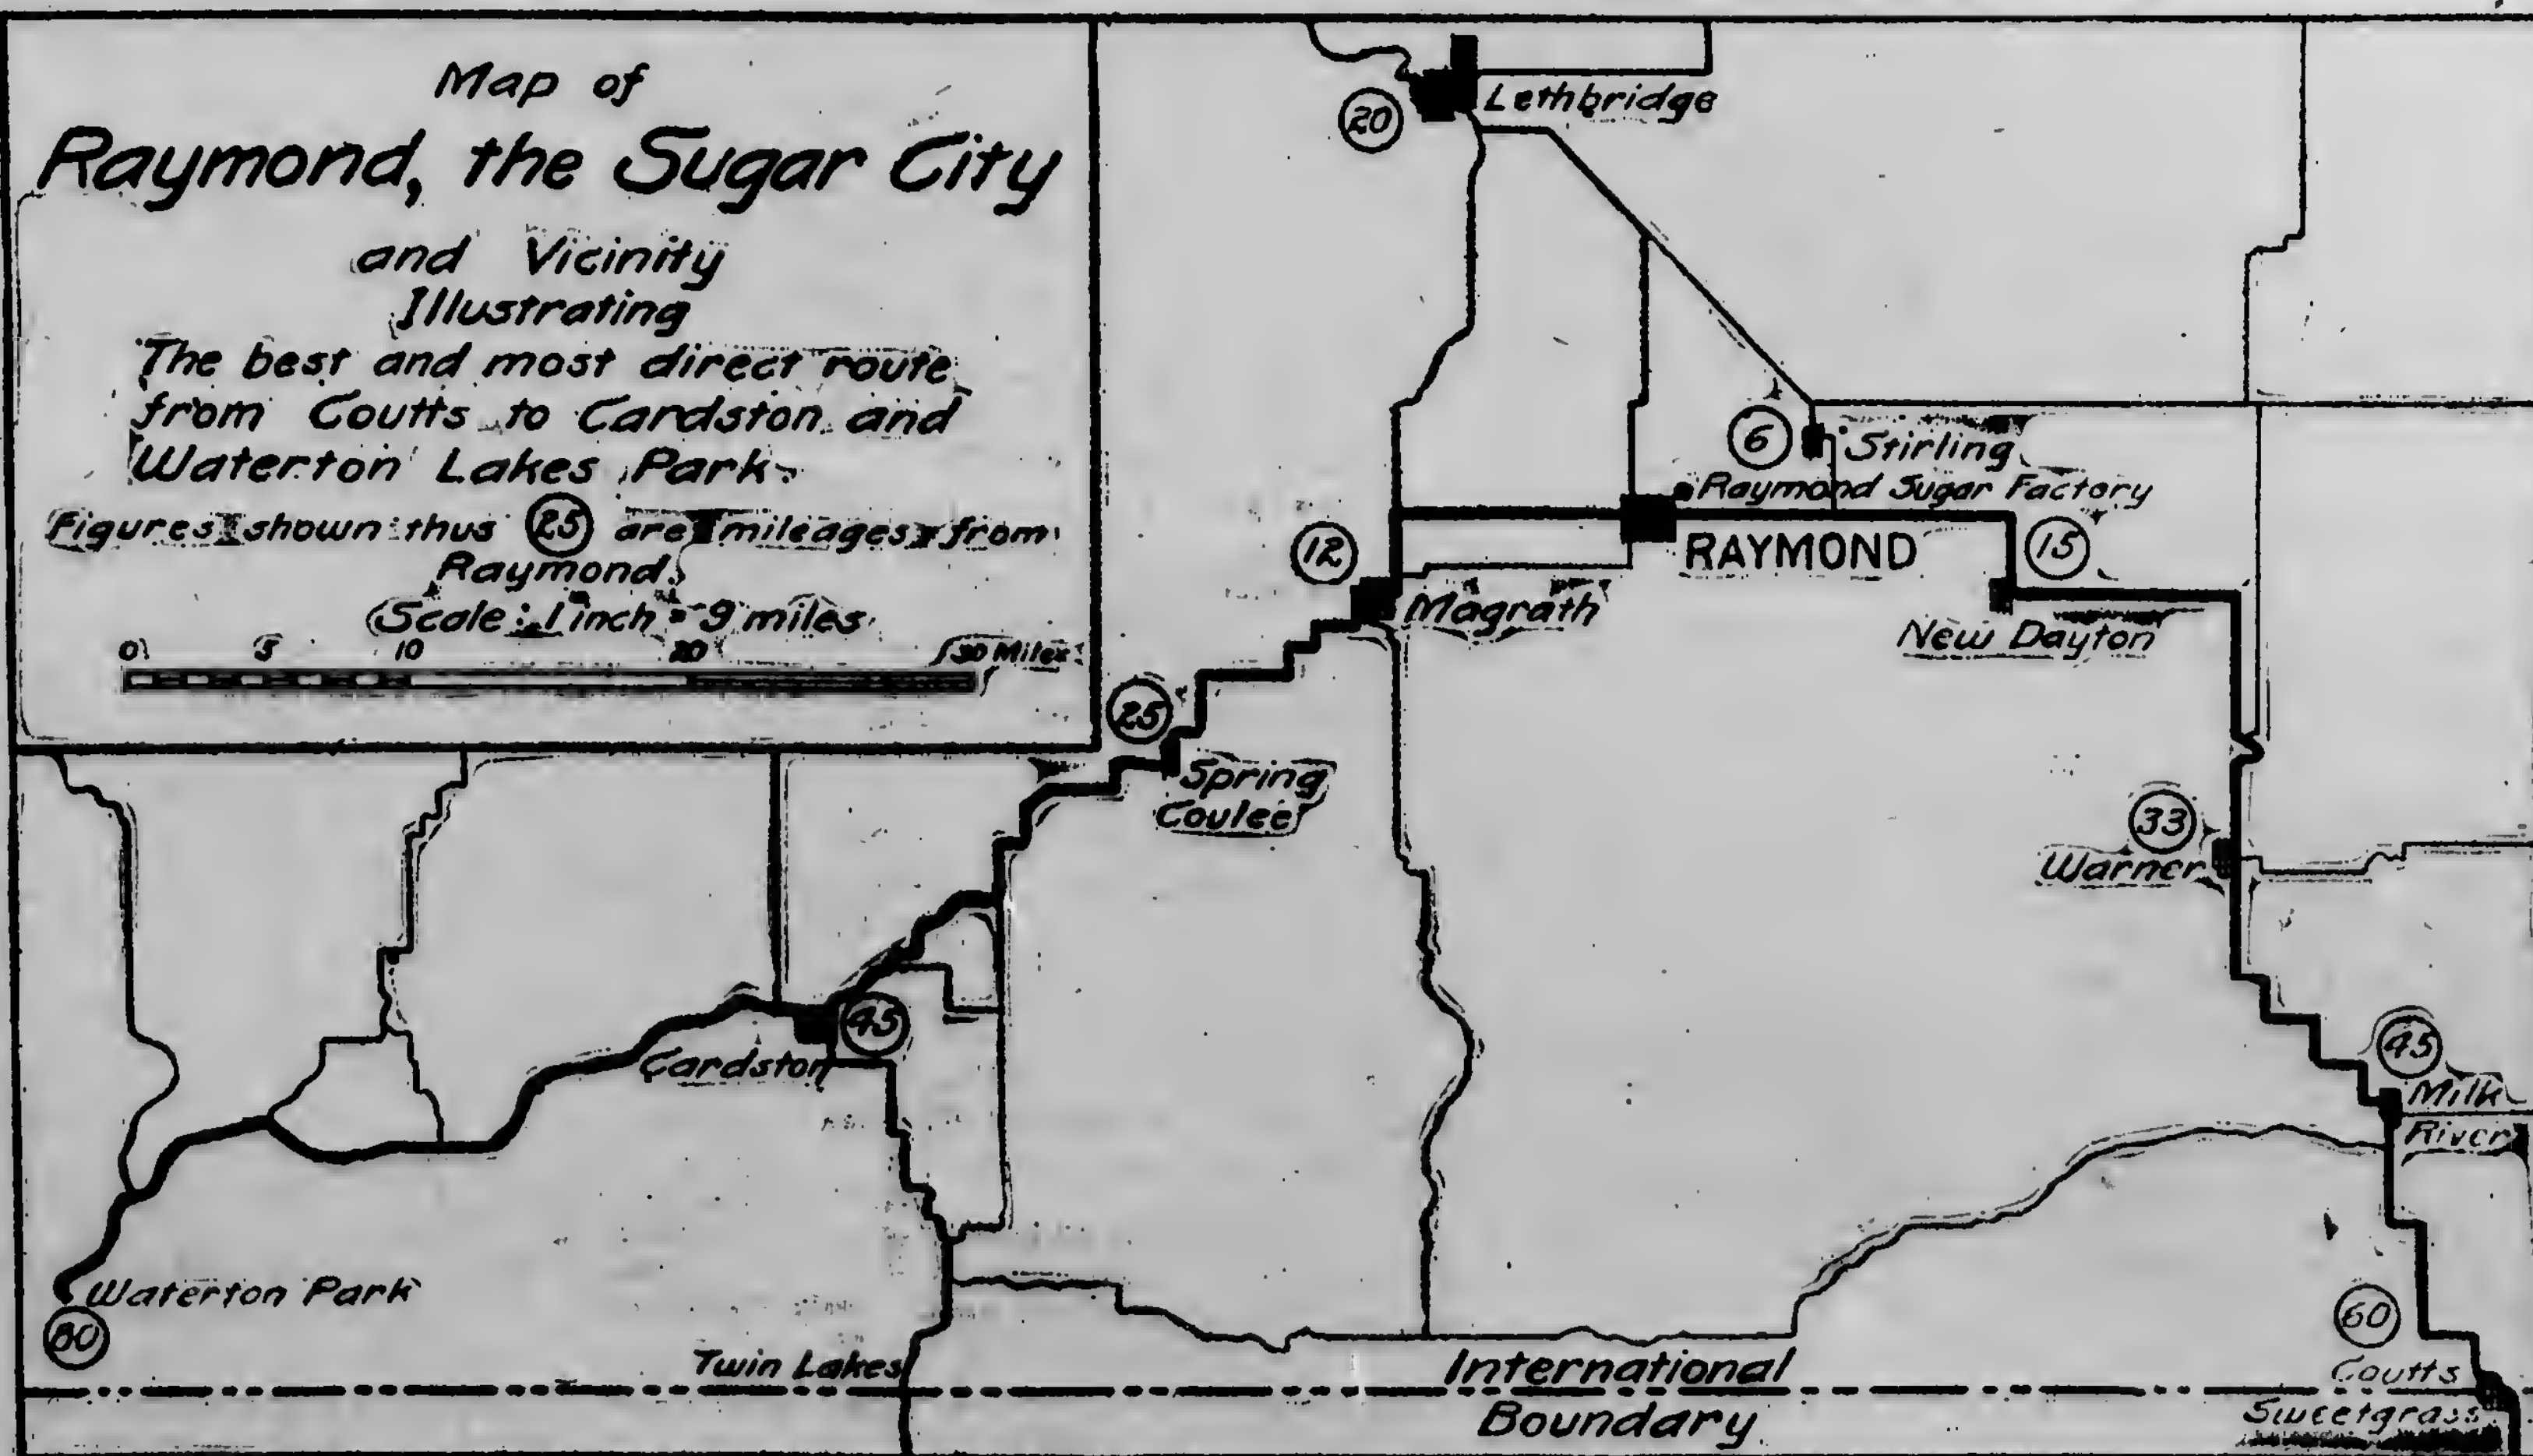 Map of
Raymond, the Sugar City
and Vicinity
Illustrating
The best and most direct route
from Coutts to Cardston and
Waterton Lakes Park.
Figures shown thus 25 are mileages from
Raymond.
Scale: 1 inch = 9 miles
0 5 10 20 30 Miles
20
Lethbridge
6
Stirling
Raymond Sugar Factory
12
RAYMOND
15
Magrath
New Dayton
25
Spring
Coulee
33
Warner
45
Cardston
45
Milk
River
Waterton Park
80
60
Twin Lakes
International
Coutts
Boundary
Sweetgrass